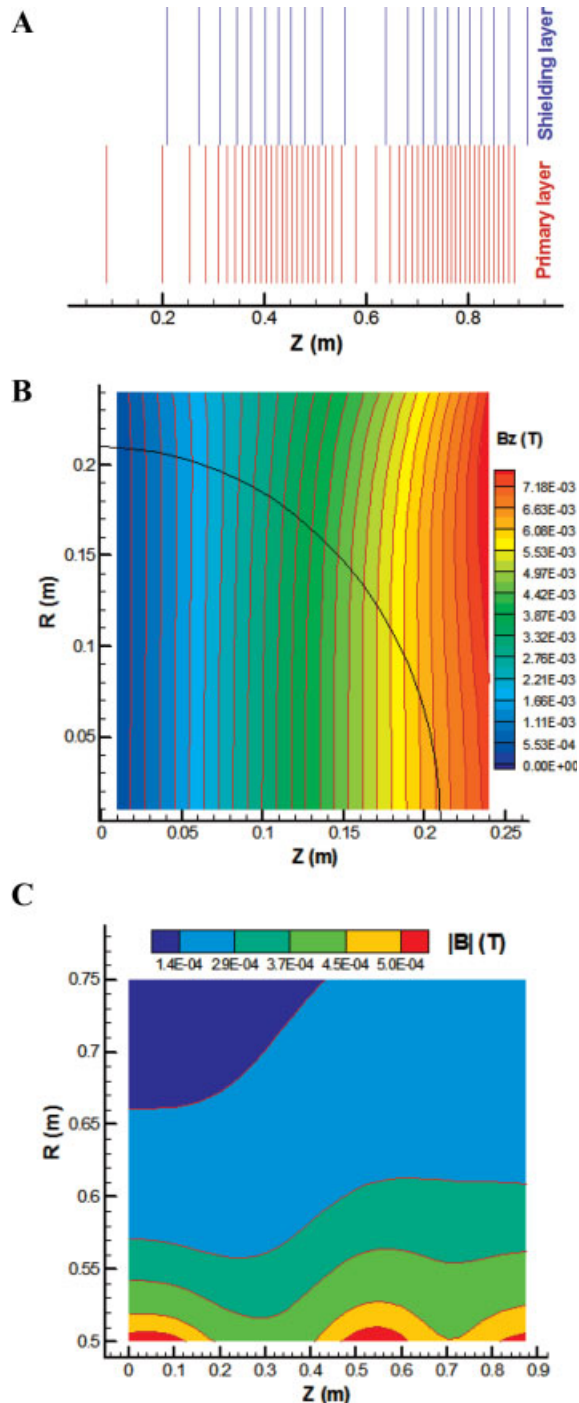 A
Shielding layer
Primary layer
0.2 0.4 0.6 0.8
Z (m)
B
Bz (T)
7.18E-03
6.63E-03
6.08E-03
5.53E-03
4.97E-03
4.42E-03
3.87E-03
3.32E-03
2.76E-03
2.21E-03
1.66E-03
1.11E-03
5.53E-04
0.00E+00
R (m)
0.2
0.15
0.1
0.05
0 0.05 0.1 0.15 0.2 0.25
Z (m)
C
|B| (T)
1.4E-04 2.9E-04 3.7E-04 4.5E-04 5.0E-04
R (m)
0.75
0.7
0.65
0.6
0.55
0.5
0 0.1 0.2 0.3 0.4 0.5 0.6 0.7 0.8 0.9
Z (m)